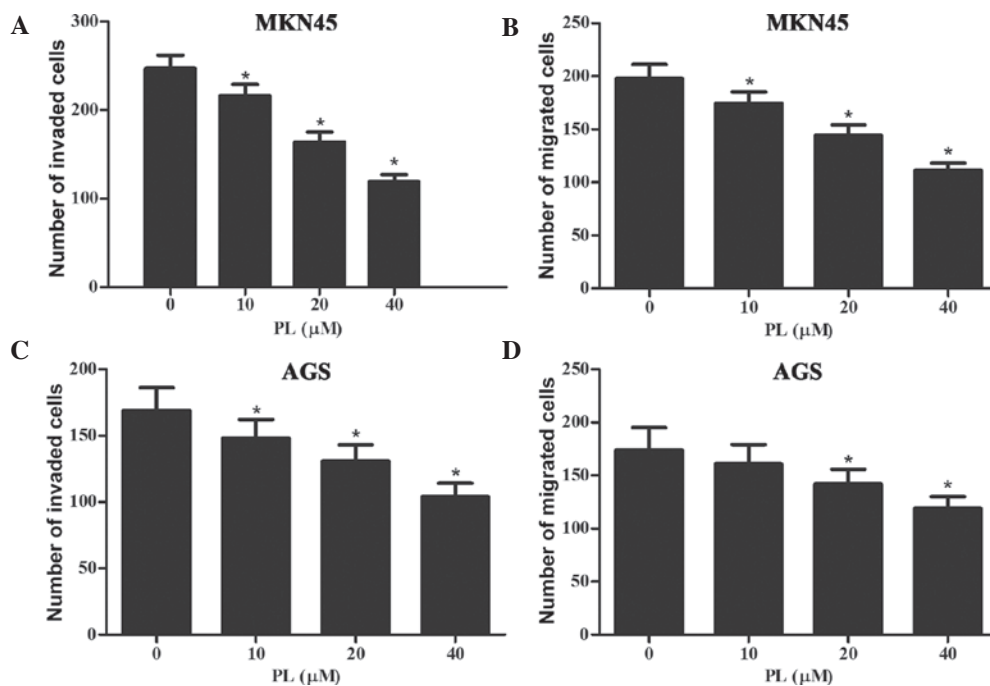 A
MKN45
Number of invaded cells
300
200
100
0
*
*
*
0 10 20 40
PL (μM)
B
MKN45
Number of migrated cells
250
200
150
100
50
0
*
*
*
0 10 20 40
PL (μM)
C
AGS
Number of invaded cells
200
150
100
50
0
*
*
*
0 10 20 40
PL (μM)
D
AGS
Number of migrated cells
250
200
150
100
50
0
*
*
0 10 20 40
PL (μM)